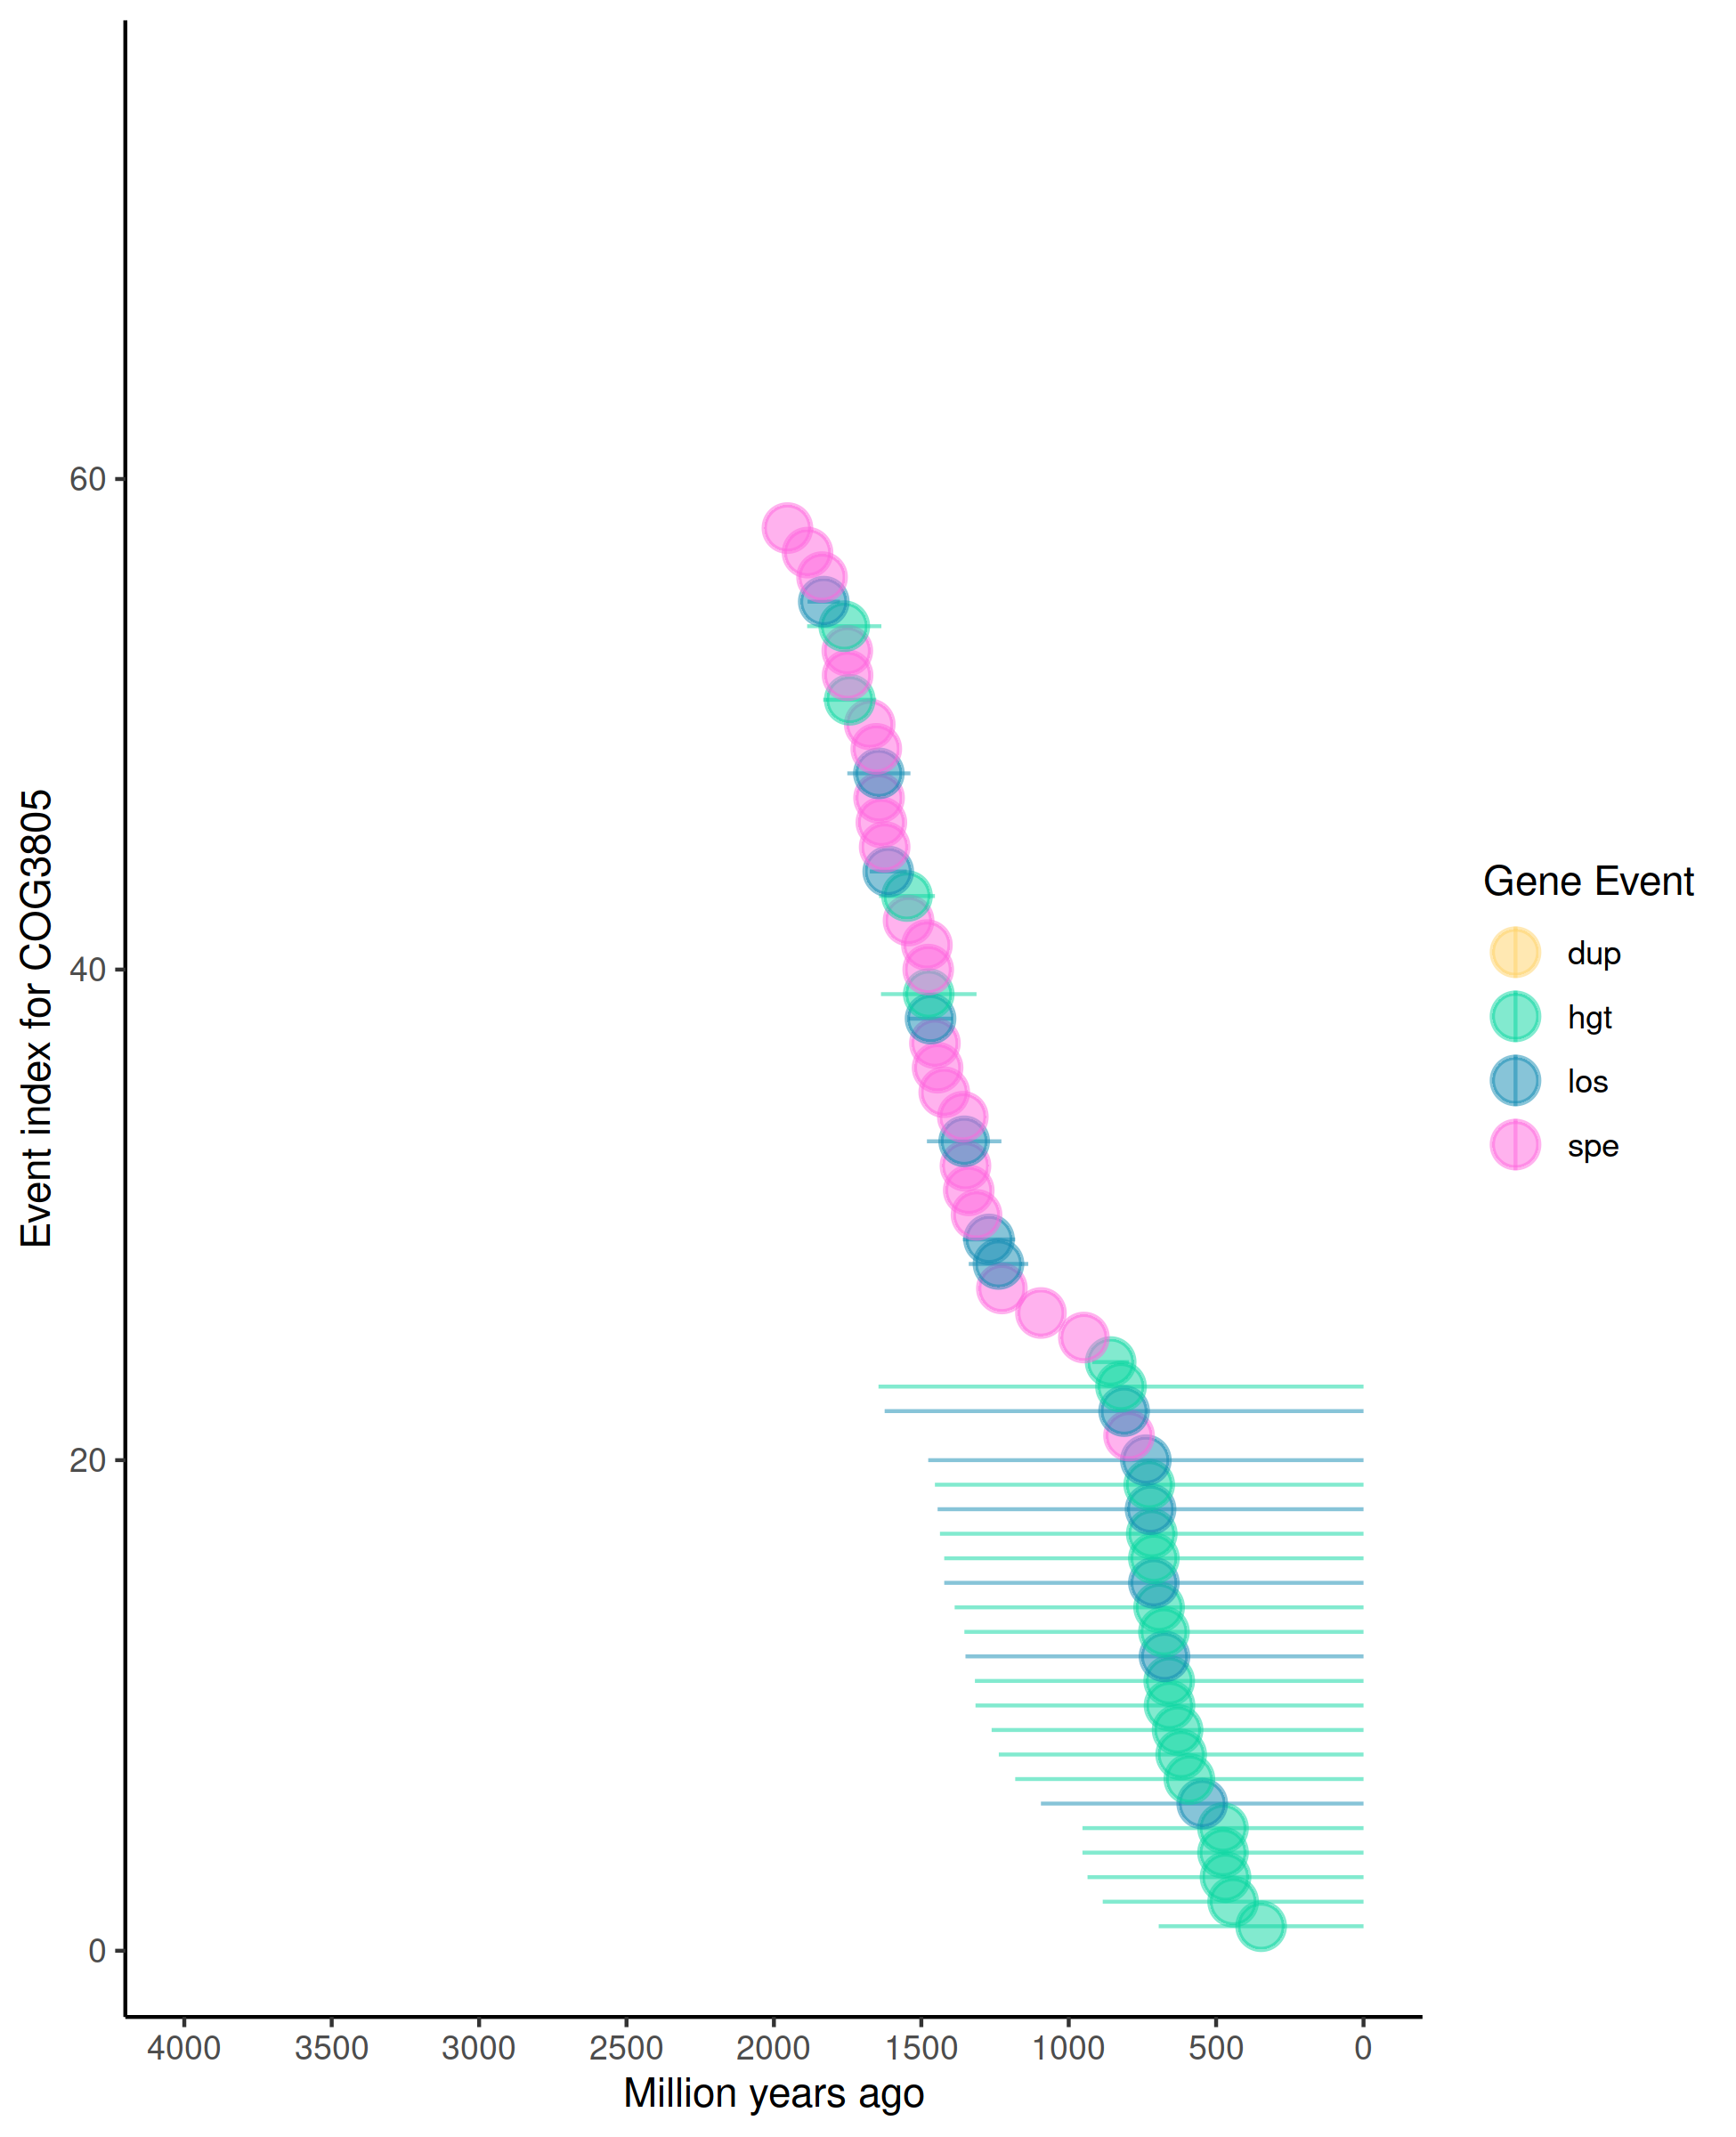 Event index for COG3805
60
40
20
0
4000 3500 3000 2500 2000 1500 1000 500 0
Million years ago
Gene Event
dup
hgt
los
spe